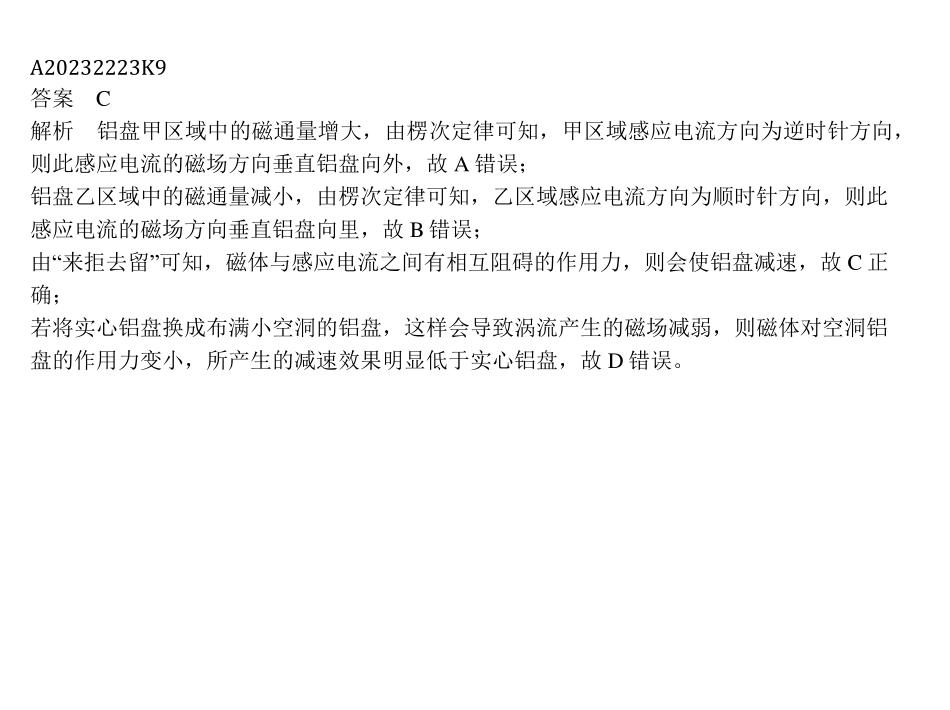 A20232223K9
答案　C
解析　铝盘甲区域中的磁通量增大，由楞次定律可知，甲区域感应电流方向为逆时针方向，
则此感应电流的磁场方向垂直铝盘向外，故 A 错误；
铝盘乙区域中的磁通量减小，由楞次定律可知，乙区域感应电流方向为顺时针方向，则此
感应电流的磁场方向垂直铝盘向里，故 B 错误；
由“来拒去留”可知，磁体与感应电流之间有相互阻碍的作用力，则会使铝盘减速，故 C 正
确；
若将实心铝盘换成布满小空洞的铝盘，这样会导致涡流产生的磁场减弱，则磁体对空洞铝
盘的作用力变小，所产生的减速效果明显低于实心铝盘，故 D 错误。